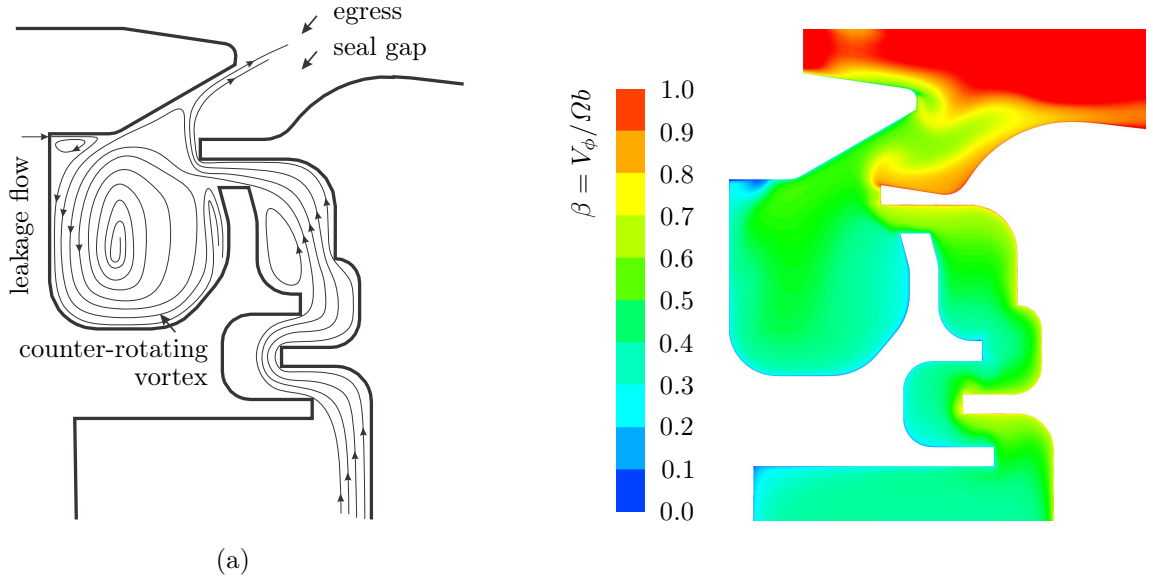 egress
seal gap
leakage flow
counter-rotating
vortex
(a)
β = V_ϕ/Ωb
1.0
0.9
0.8
0.7
0.6
0.5
0.4
0.3
0.2
0.1
0.0